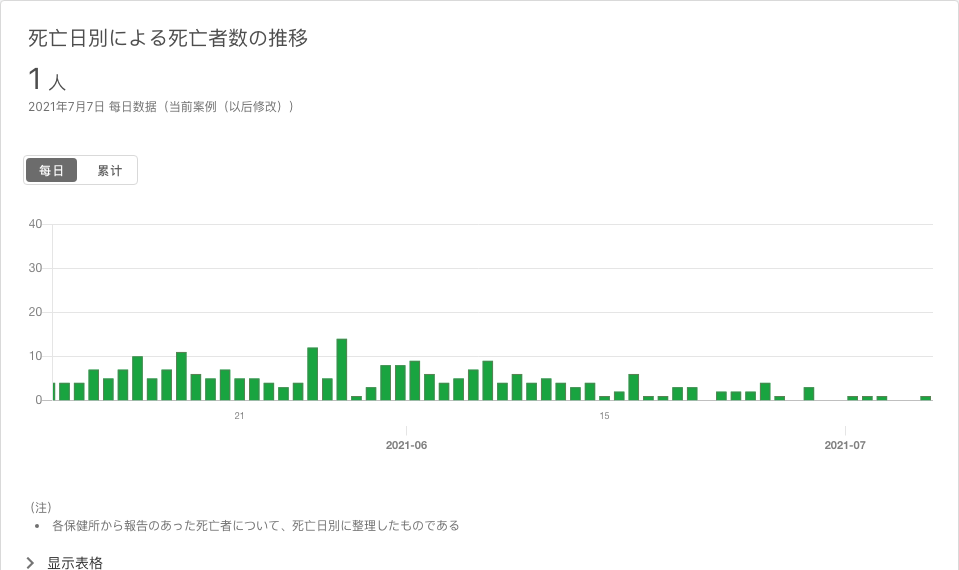 死亡日別による死亡者数の推移
1 人
2021年7月7日 每日数据（当前案例（以后修改））
每日 累计
40
30
20
10
0
21 15
2021-06 2021-07
（注）
• 各保健所から報告のあった死亡者について、死亡日別に整理したものである
显示表格